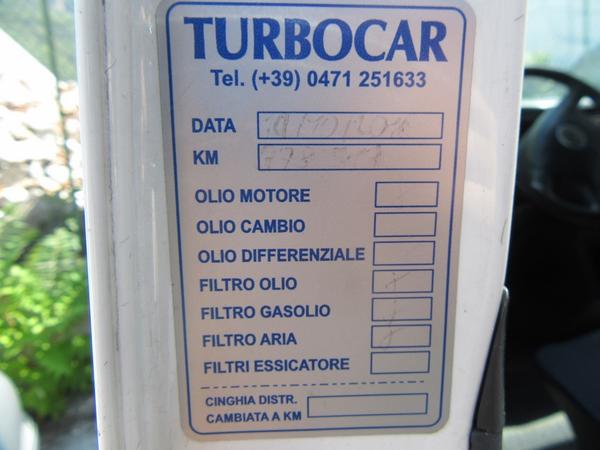 TURBOCAR
Tel. (+39) 0471 251633
DATA
KM
OLIO MOTORE
OLIO CAMBIO
OLIO DIFFERENZIALE
FILTRO OLIO
FILTRO GASOLIO
FILTRO ARIA
FILTRI ESSICATORE
CINGHIA DISTR.
CAMBIATA A KM